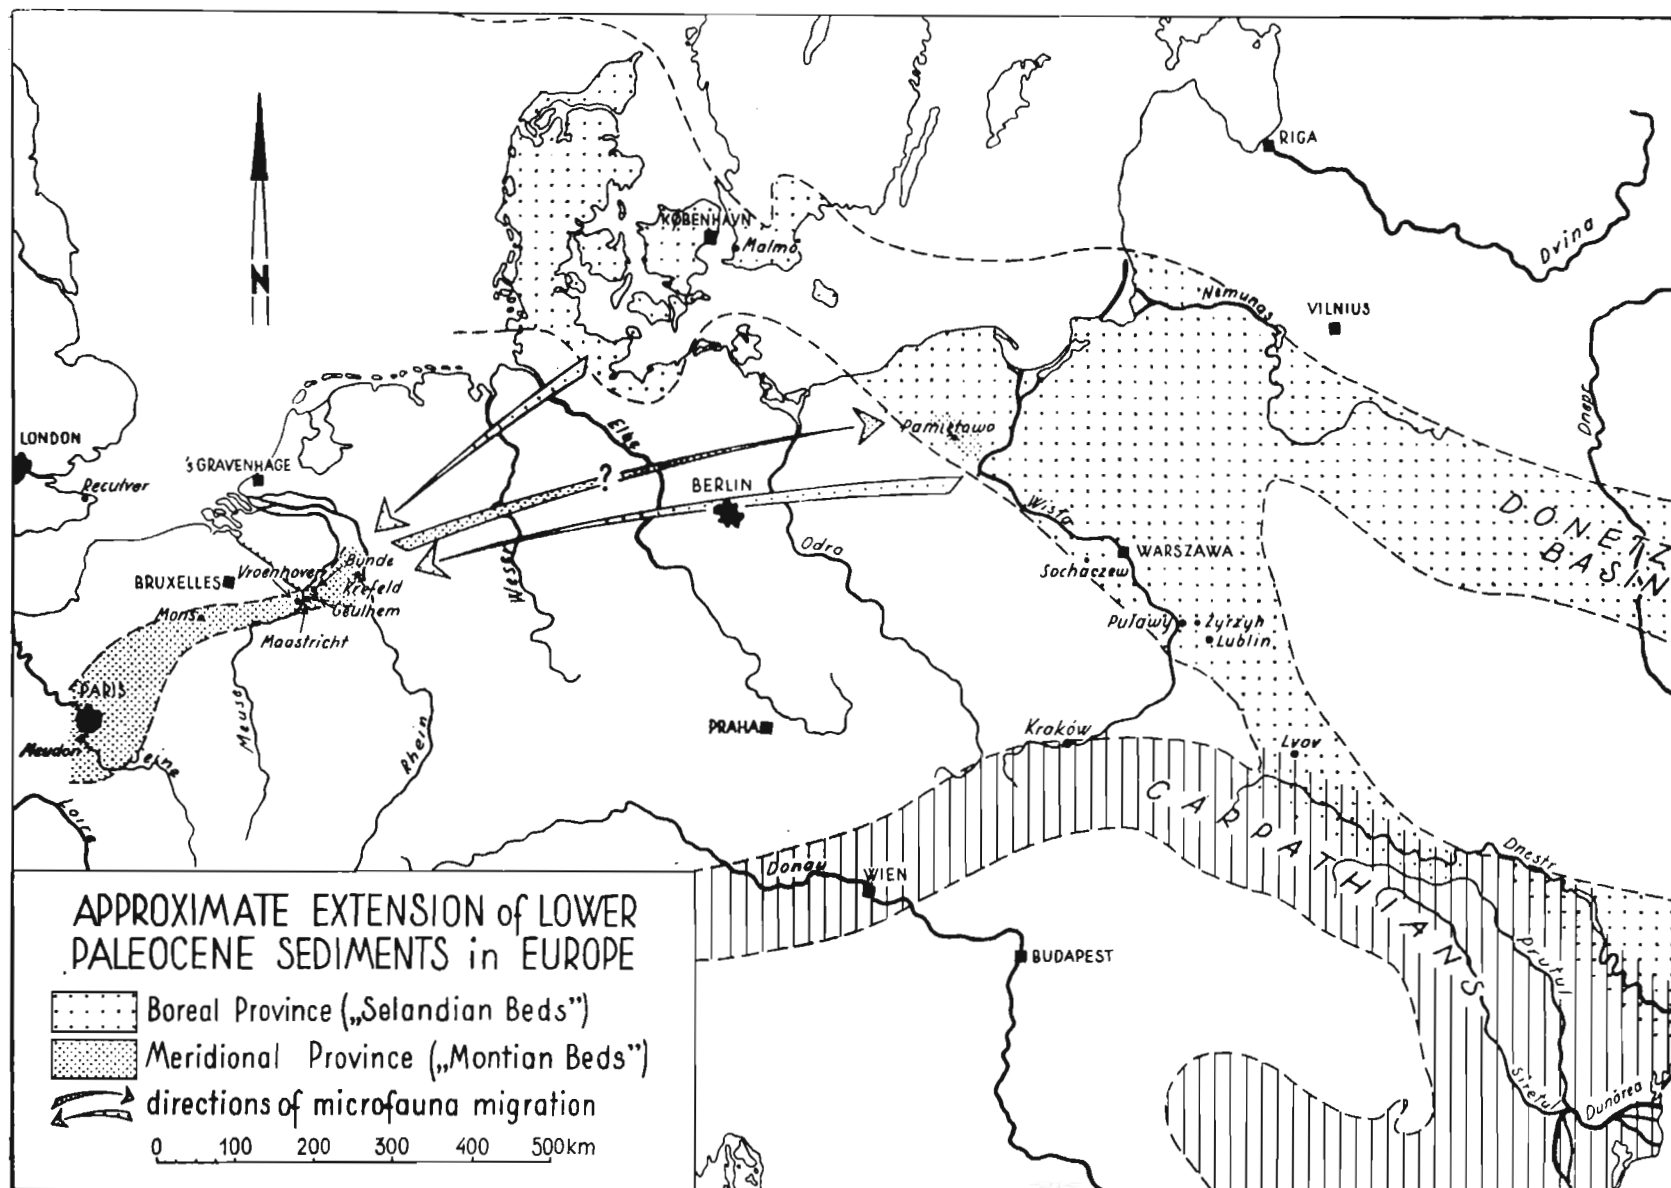 N
RIGA
Dvina
KØBENHAVN
Malmö
Nemunas
VILNIUS
Dnepr
LONDON
Reculver
'sGRAVENHAGE
Elbe
Pamiętowo
?
BERLIN
Wisła
WARSZAWA
Sochaczew
DONETZ
BASIN
Odra
Weser
BRUXELLES
Vroenhoven
Bunde
Krefeld
Geulhem
Mons
Maastricht
Puławy
Żyrzyn
Lublin
PARIS
Meudon
Seine
Meuse
Rhein
Loire
PRAHA
Kraków
Lvov
CARPATHIANS
Dnestr
Donau
WIEN
BUDAPEST
Prutul
Siretul
Dunărea
APPROXIMATE EXTENSION of LOWER
PALEOCENE SEDIMENTS in EUROPE
Boreal Province („Selandian Beds”)
Meridional Province („Montian Beds”)
directions of microfauna migration
0 100 200 300 500km